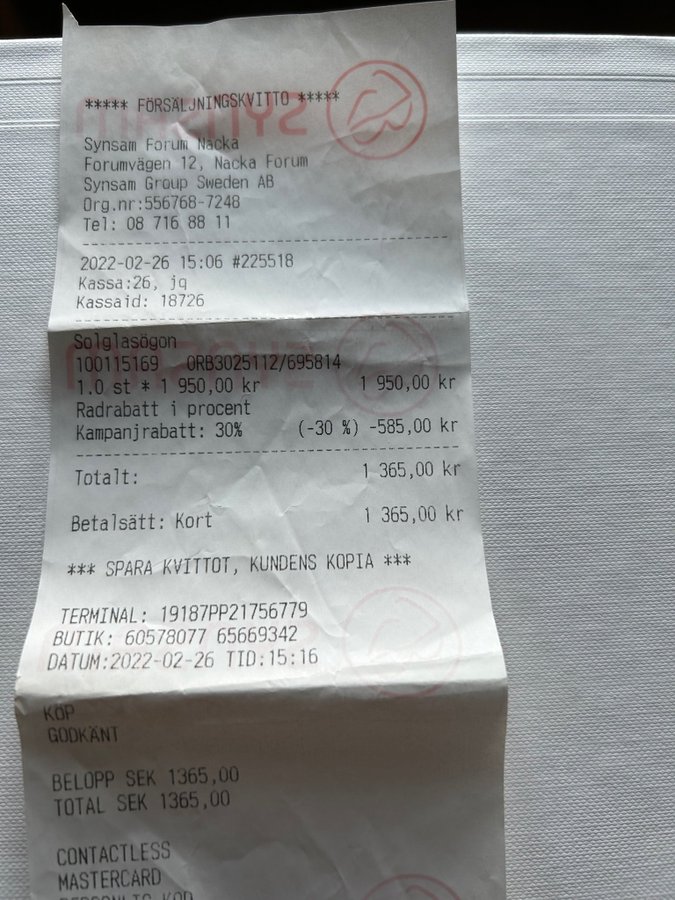 ***** FÖRSÄLJNINGSKVITTO *****
Synsam Forum Nacka
Forumvägen 12, Nacka Forum
Synsam Group Sweden AB
Org.nr:556768-7248
Tel: 08 716 88 11
2022-02-26 15:06 #225518
Kassa:26, jq
Kassaid: 18726
Solglasögon
100115169 0RB3025112/695814
1.0 st * 1 950,00 kr 1 950,00 kr
Radrabatt i procent
Kampanjrabatt: 30% (-30 %) -585,00 kr
Totalt: 1 365,00 kr
Betalsätt: Kort 1 365,00 kr
*** SPARA KVITTOT, KUNDENS KOPIA ***
TERMINAL: 19187PP21756779
BUTIK: 60578077 65669342
DATUM:2022-02-26 TID:15:16
KÖP
GODKÄNT
BELOPP SEK 1365,00
TOTAL SEK 1365,00
CONTACTLESS
MASTERCARD
PERSONLIG KOD